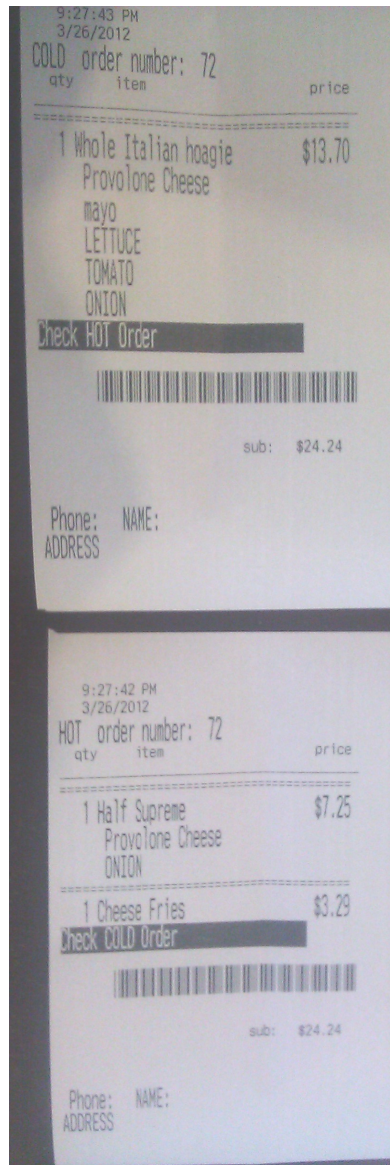 9:27:43 PM
3/26/2012
COLD order number: 72
qty item price
1 Whole Italian hoagie $13.70
Provolone Cheese
mayo
LETTUCE
TOMATO
ONION
Check HOT Order
sub: $24.24
Phone: NAME:
ADDRESS
9:27:42 PM
3/26/2012
HOT order number: 72
qty item price
1 Half Supreme $7.25
Provolone Cheese
ONION
1 Cheese Fries $3.29
Check COLD Order
sub: $24.24
Phone: NAME:
ADDRESS